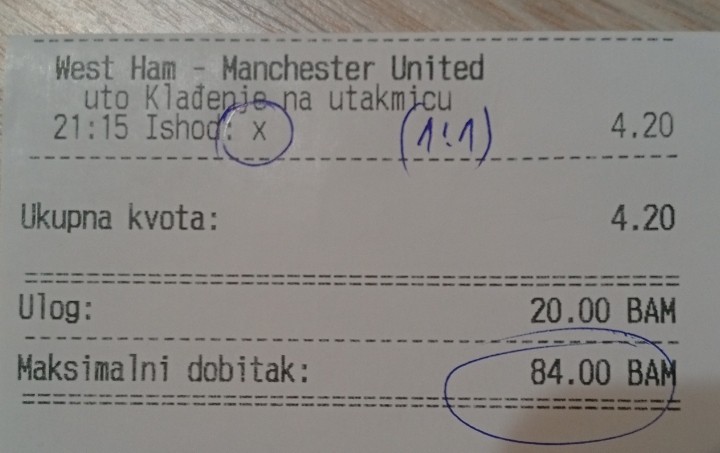 West Ham - Manchester United
uto Klađenje na utakmicu
21:15 Ishod: x (1:1) 4.20
Ukupna kvota: 4.20
Ulog: 20.00 BAM
Maksimalni dobitak: 84.00 BAM